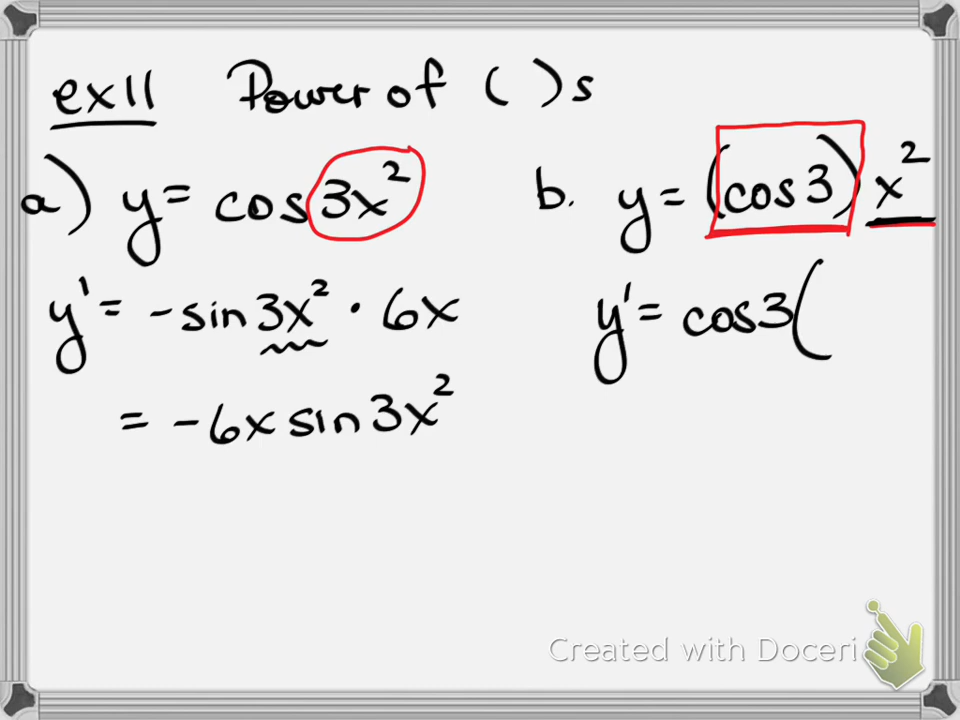 ex11 Power of ( )s
a) y = cos 3x²
y' = -sin 3x² · 6x
= -6x sin 3x²
b. y = (cos 3) x²
y' = cos 3(
Created with Doceri